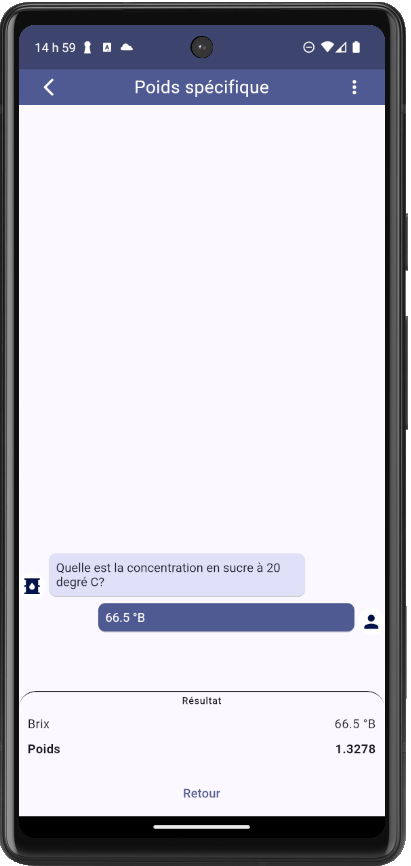 14 h 59
Poids spécifique
Quelle est la concentration en sucre à 20
degré C?
66.5 °B
Résultat
Brix 66.5 °B
Poids 1.3278
Retour